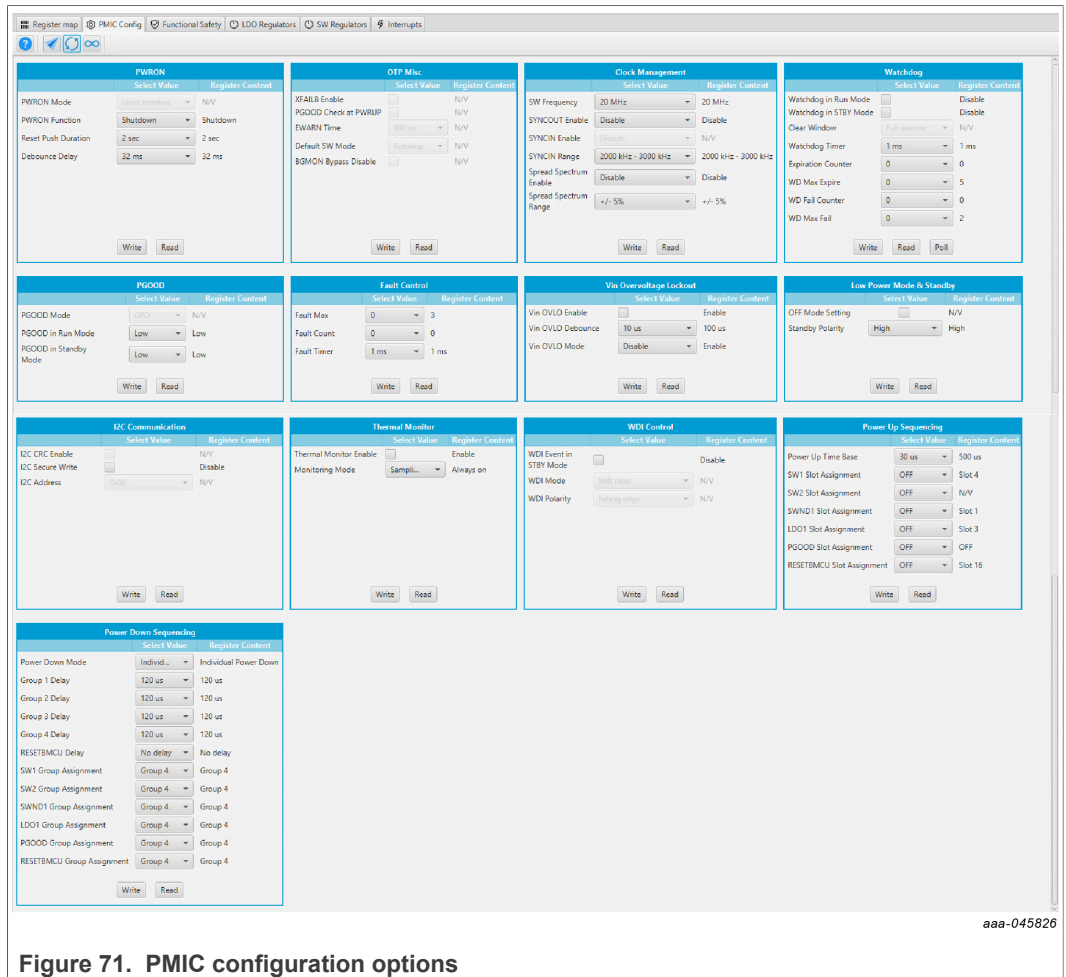 Register map PMIC Config Functional Safety LDO Regulators SW Regulators Interrupts
PWRON
Select Value Register Content
PWRON Mode Level sensitive N/V
PWRON Function Shutdown Shutdown
Reset Push Duration 2 sec 2 sec
Debounce Delay 32 ms 32 ms
Write Read
OTP Misc
Select Value Register Content
XFAILB Enable N/V
PGOOD Check at PWRUP N/V
EWARN Time 100 us N/V
Default SW Mode Autoskip N/V
BGMON Bypass Disable N/V
Write Read
Clock Management
Select Value Register Content
SW Frequency 20 MHz 20 MHz
SYNCOUT Enable Disable Disable
SYNCIN Enable Disable N/V
SYNCIN Range 2000 kHz - 3000 kHz 2000 kHz - 3000 kHz
Spread Spectrum
Enable Disable Disable
Spread Spectrum
Range +/- 5% +/- 5%
Write Read
Watchdog
Select Value Register Content
Watchdog in Run Mode Disable
Watchdog in STBY Mode Disable
Clear Window Full window N/V
Watchdog Timer 1 ms 1 ms
Expiration Counter 0 0
WD Max Expire 0 5
WD Fail Counter 0 0
WD Max Fail 0 2
Write Read Poll
PGOOD
Select Value Register Content
PGOOD Mode GPO N/V
PGOOD in Run Mode Low Low
PGOOD in Standby
Mode Low Low
Write Read
Fault Control
Select Value Register Content
Fault Max 0 3
Fault Count 0 0
Fault Timer 1 ms 1 ms
Write Read
Vin Overvoltage Lockout
Select Value Register Content
Vin OVLO Enable Enable
Vin OVLO Debounce 10 us 100 us
Vin OVLO Mode Disable Enable
Write Read
Low Power Mode & Standby
Select Value Register Content
OFF Mode Setting N/V
Standby Polarity High High
Write Read
I2C Communication
Select Value Register Content
I2C CRC Enable N/V
I2C Secure Write Disable
I2C Address 0x08 N/V
Write Read
Thermal Monitor
Select Value Register Content
Thermal Monitor Enable Enable
Monitoring Mode Sampli... Always on
Write Read
WDI Control
Select Value Register Content
WDI Event in
STBY Mode Disable
WDI Mode Soft reset N/V
WDI Polarity Falling edge N/V
Write Read
Power Up Sequencing
Select Value Register Content
Power Up Time Base 30 us 500 us
SW1 Slot Assignment OFF Slot 4
SW2 Slot Assignment OFF N/V
SWND1 Slot Assignment OFF Slot 1
LDO1 Slot Assignment OFF Slot 3
PGOOD Slot Assignment OFF OFF
RESETBMCU Slot Assignment OFF Slot 16
Write Read
Power Down Sequencing
Select Value Register Content
Power Down Mode Individ... Individual Power Down
Group 1 Delay 120 us 120 us
Group 2 Delay 120 us 120 us
Group 3 Delay 120 us 120 us
Group 4 Delay 120 us 120 us
RESETBMCU Delay No delay No delay
SW1 Group Assignment Group 4 Group 4
SW2 Group Assignment Group 4 Group 4
SWND1 Group Assignment Group 4 Group 4
LDO1 Group Assignment Group 4 Group 4
PGOOD Group Assignment Group 4 Group 4
RESETBMCU Group Assignment Group 4 Group 4
Write Read
aaa-045826
Figure 71. PMIC configuration options